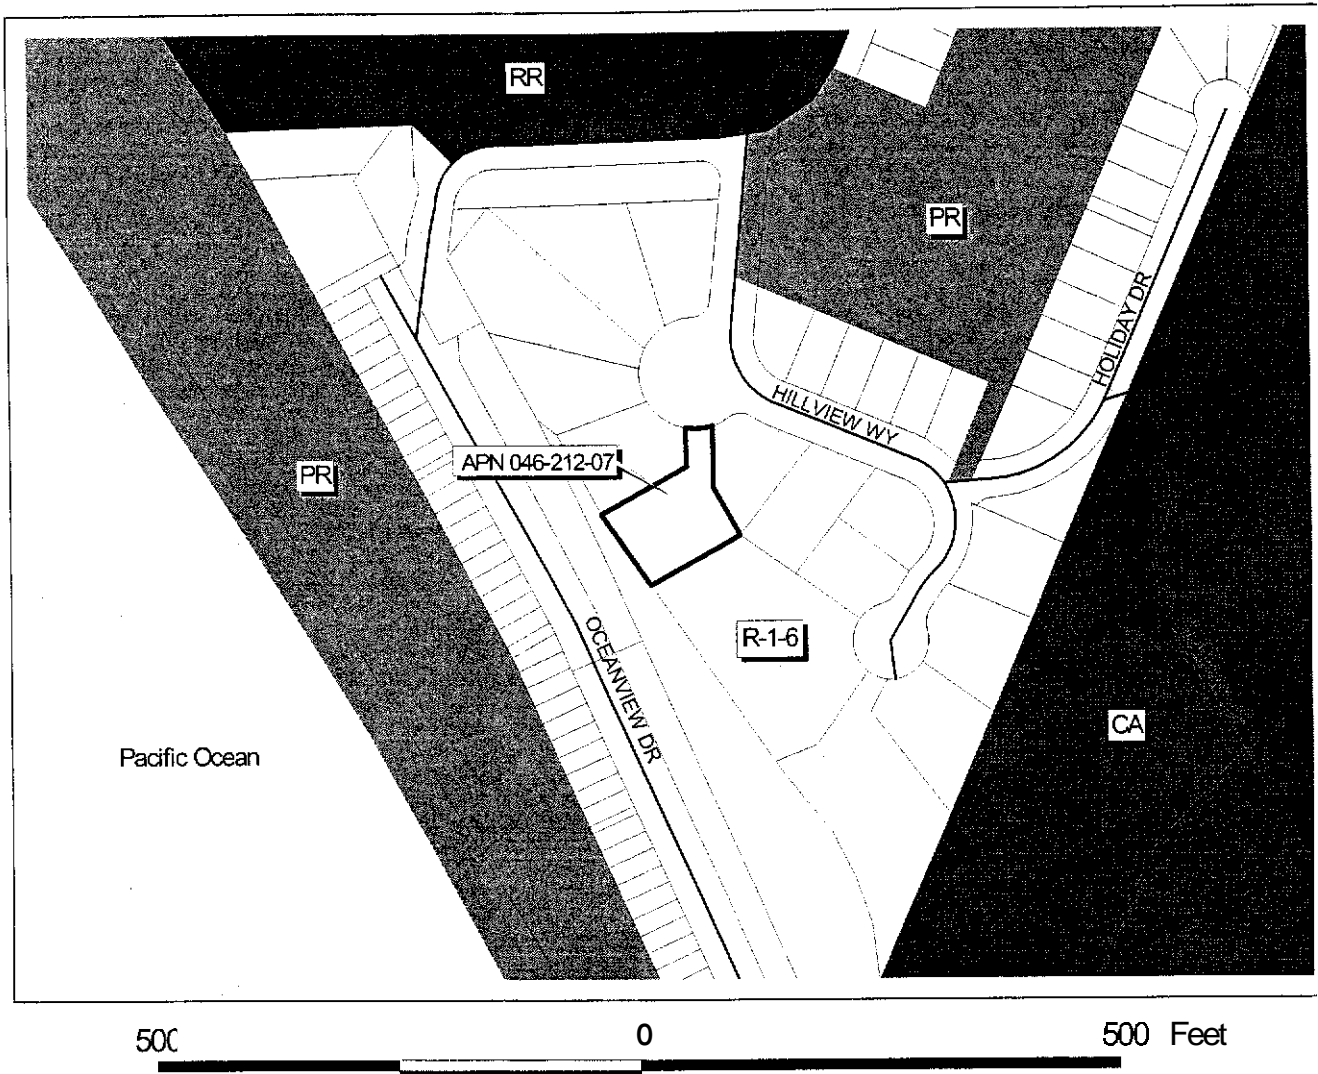 RR
PR
HOLIDAY DR
HILLVIEW WY
APN 046-212-07
PR
R-1-6
OCEANVIEW DR
CA
Pacific Ocean
500 0 500 Feet